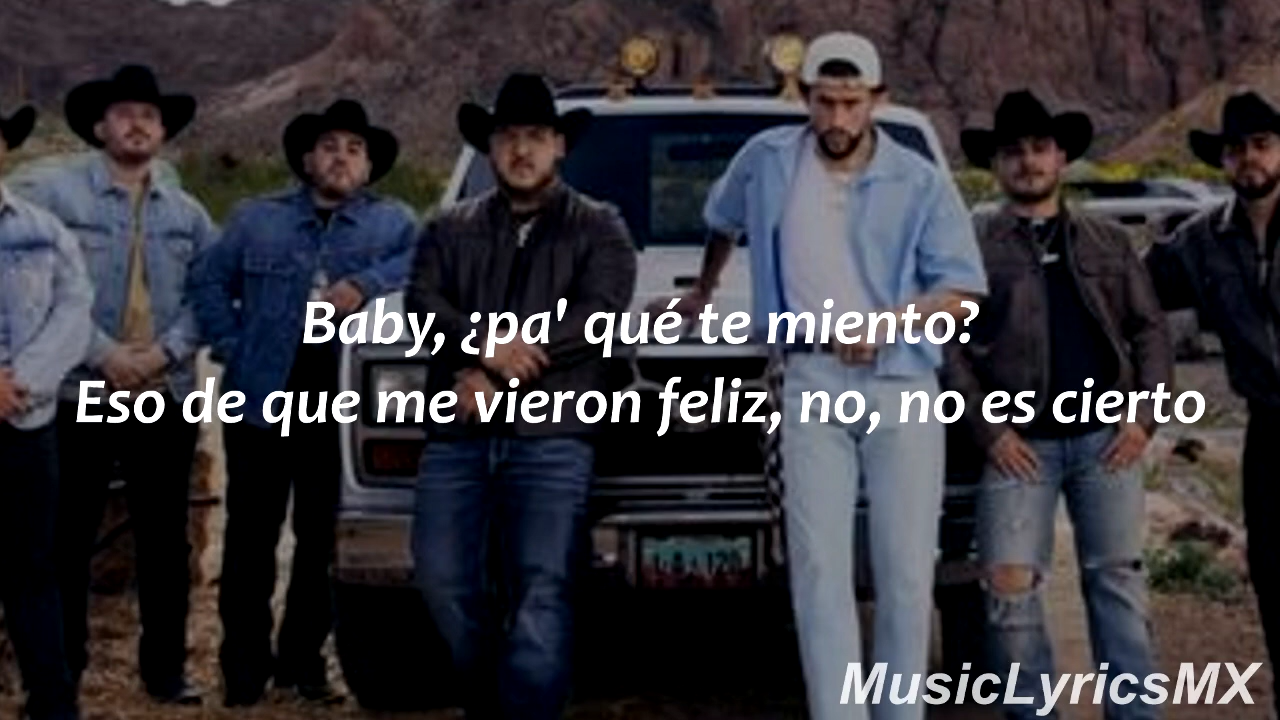 Baby, ¿pa' qué te miento?
Eso de que me vieron feliz, no, no es cierto
MusicLyricsMX